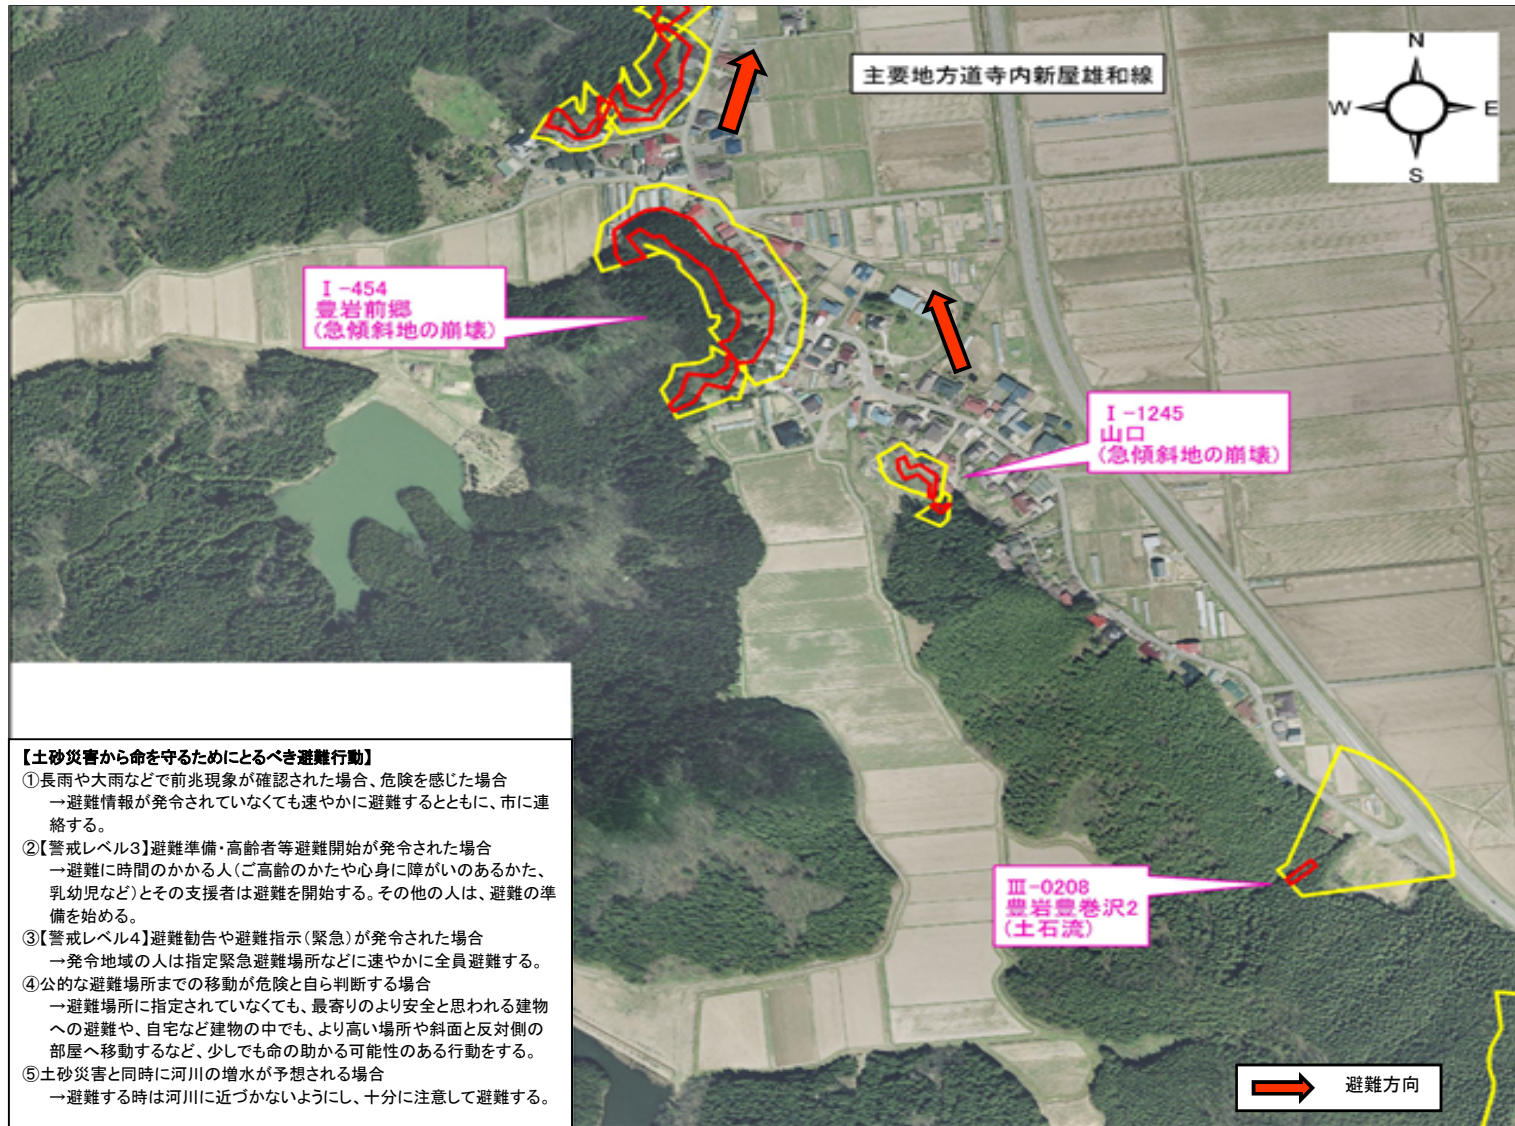 主要地方道寺内新屋雄和線
N
W
E
S
Ⅰ-454
豊岩前郷
(急傾斜地の崩壊)
Ⅰ-1245
山口
(急傾斜地の崩壊)
Ⅲ-0208
豊岩豊巻沢2
(土石流)
【土砂災害から命を守るためにとるべき避難行動】
①長雨や大雨などで前兆現象が確認された場合、危険を感じた場合
→避難情報が発令されていなくても速やかに避難するとともに、市に連
絡する。
②【警戒レベル3】避難準備・高齢者等避難開始が発令された場合
→避難に時間のかかる人(ご高齢のかたや心身に障がいのあるかた、
乳幼児など)とその支援者は避難を開始する。その他の人は、避難の準
備を始める。
③【警戒レベル4】避難勧告や避難指示(緊急)が発令された場合
→発令地域の人は指定緊急避難場所などに速やかに全員避難する。
④公的な避難場所までの移動が危険と自ら判断する場合
→避難場所に指定されていなくても、最寄りのより安全と思われる建物
への避難や、自宅など建物の中でも、より高い場所や斜面と反対側の
部屋へ移動するなど、少しでも命の助かる可能性のある行動をする。
⑤土砂災害と同時に河川の増水が予想される場合
→避難する時は河川に近づかないようにし、十分に注意して避難する。
避難方向